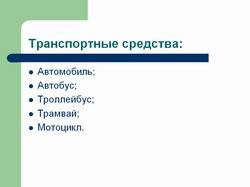 Транспортные средства:
Автомобиль;
Автобус;
Троллейбус;
Трамвай;
Мотоцикл.